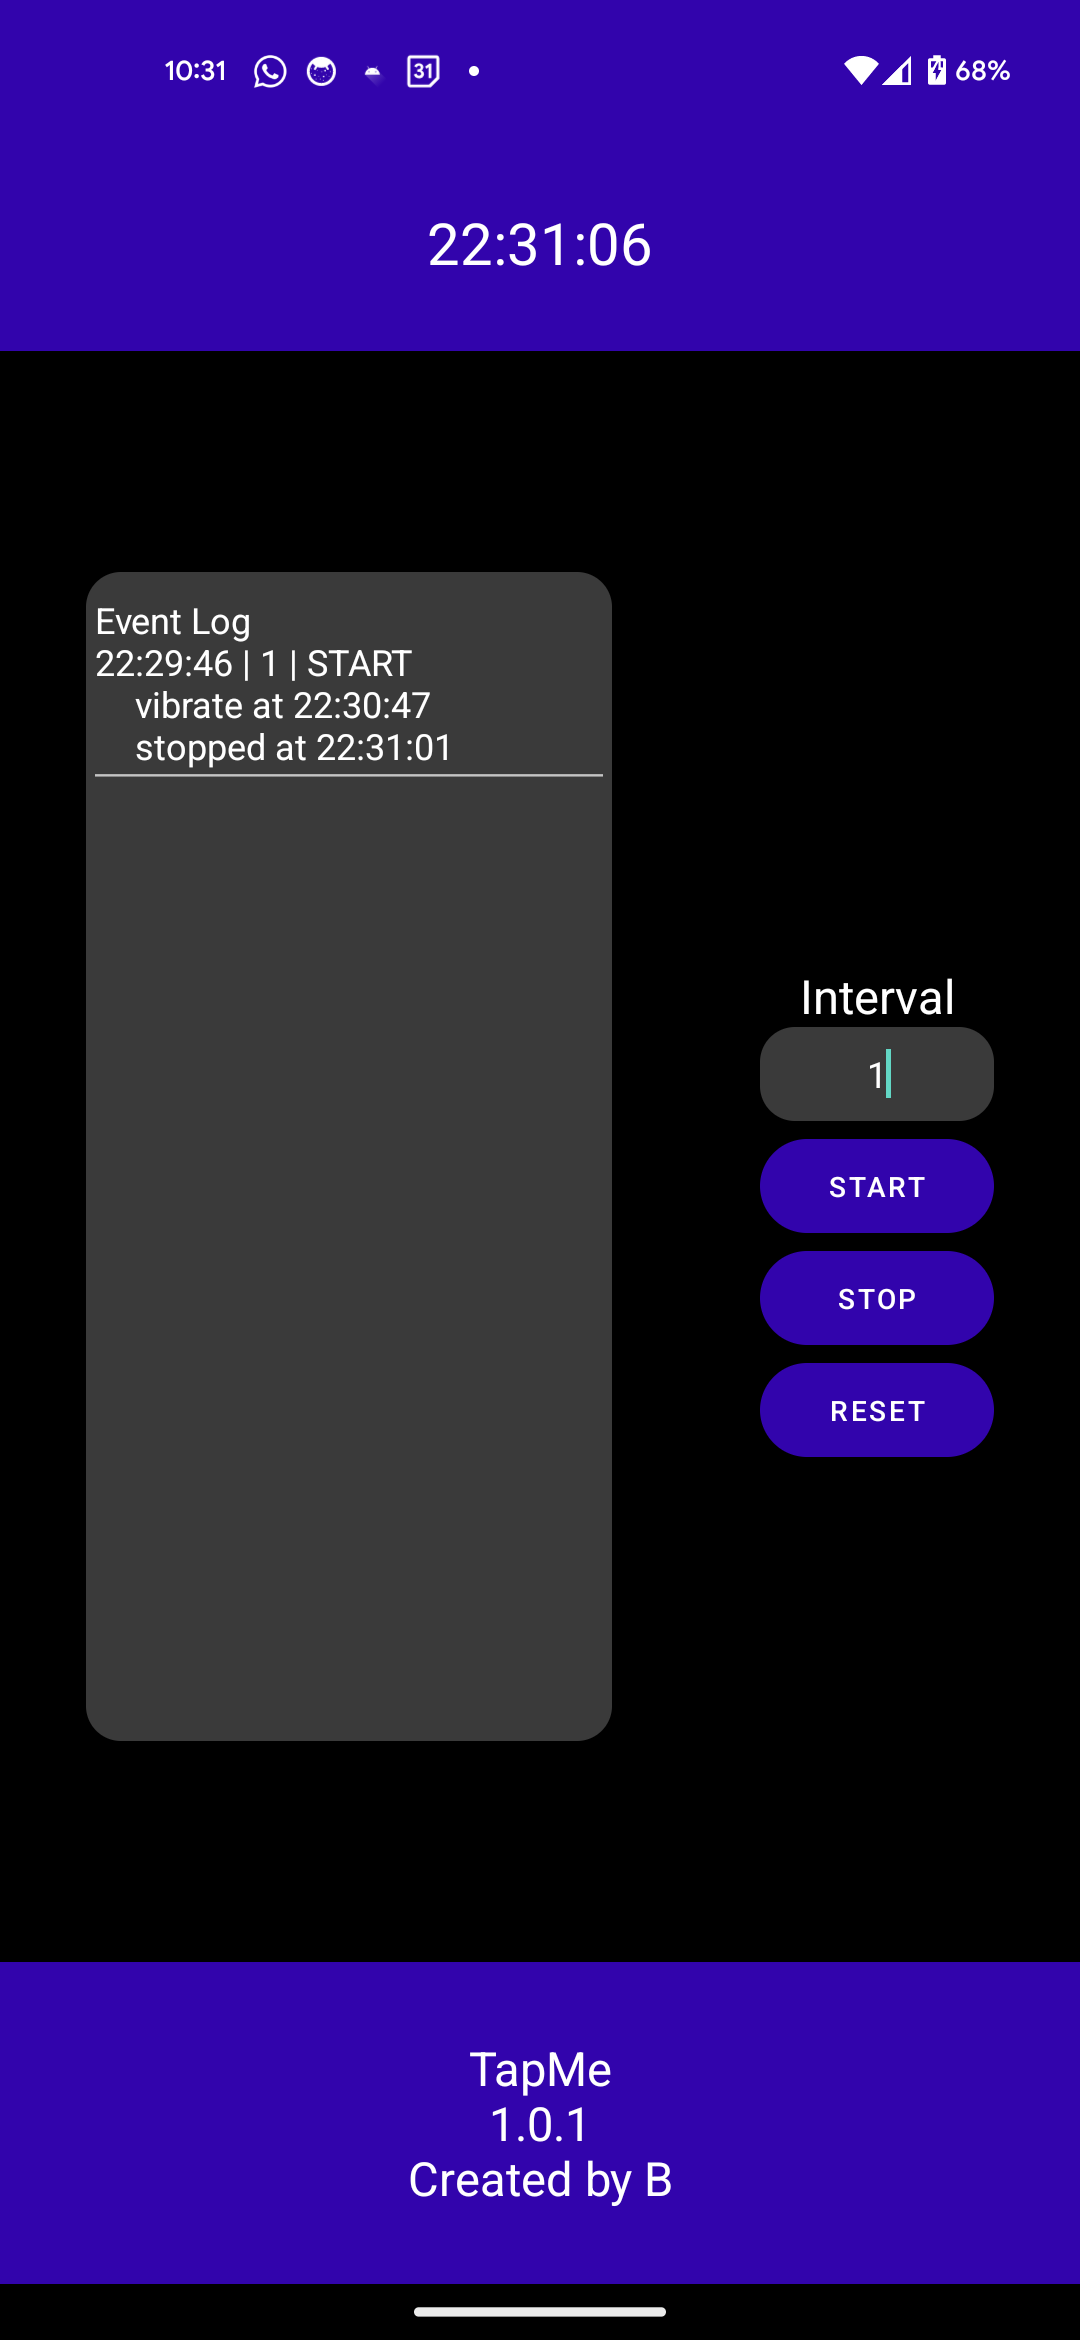 10:31 31 68%
22:31:06
Event Log
22:29:46 | 1 | START
vibrate at 22:30:47
stopped at 22:31:01
Interval
1
START
STOP
RESET
TapMe
1.0.1
Created by B